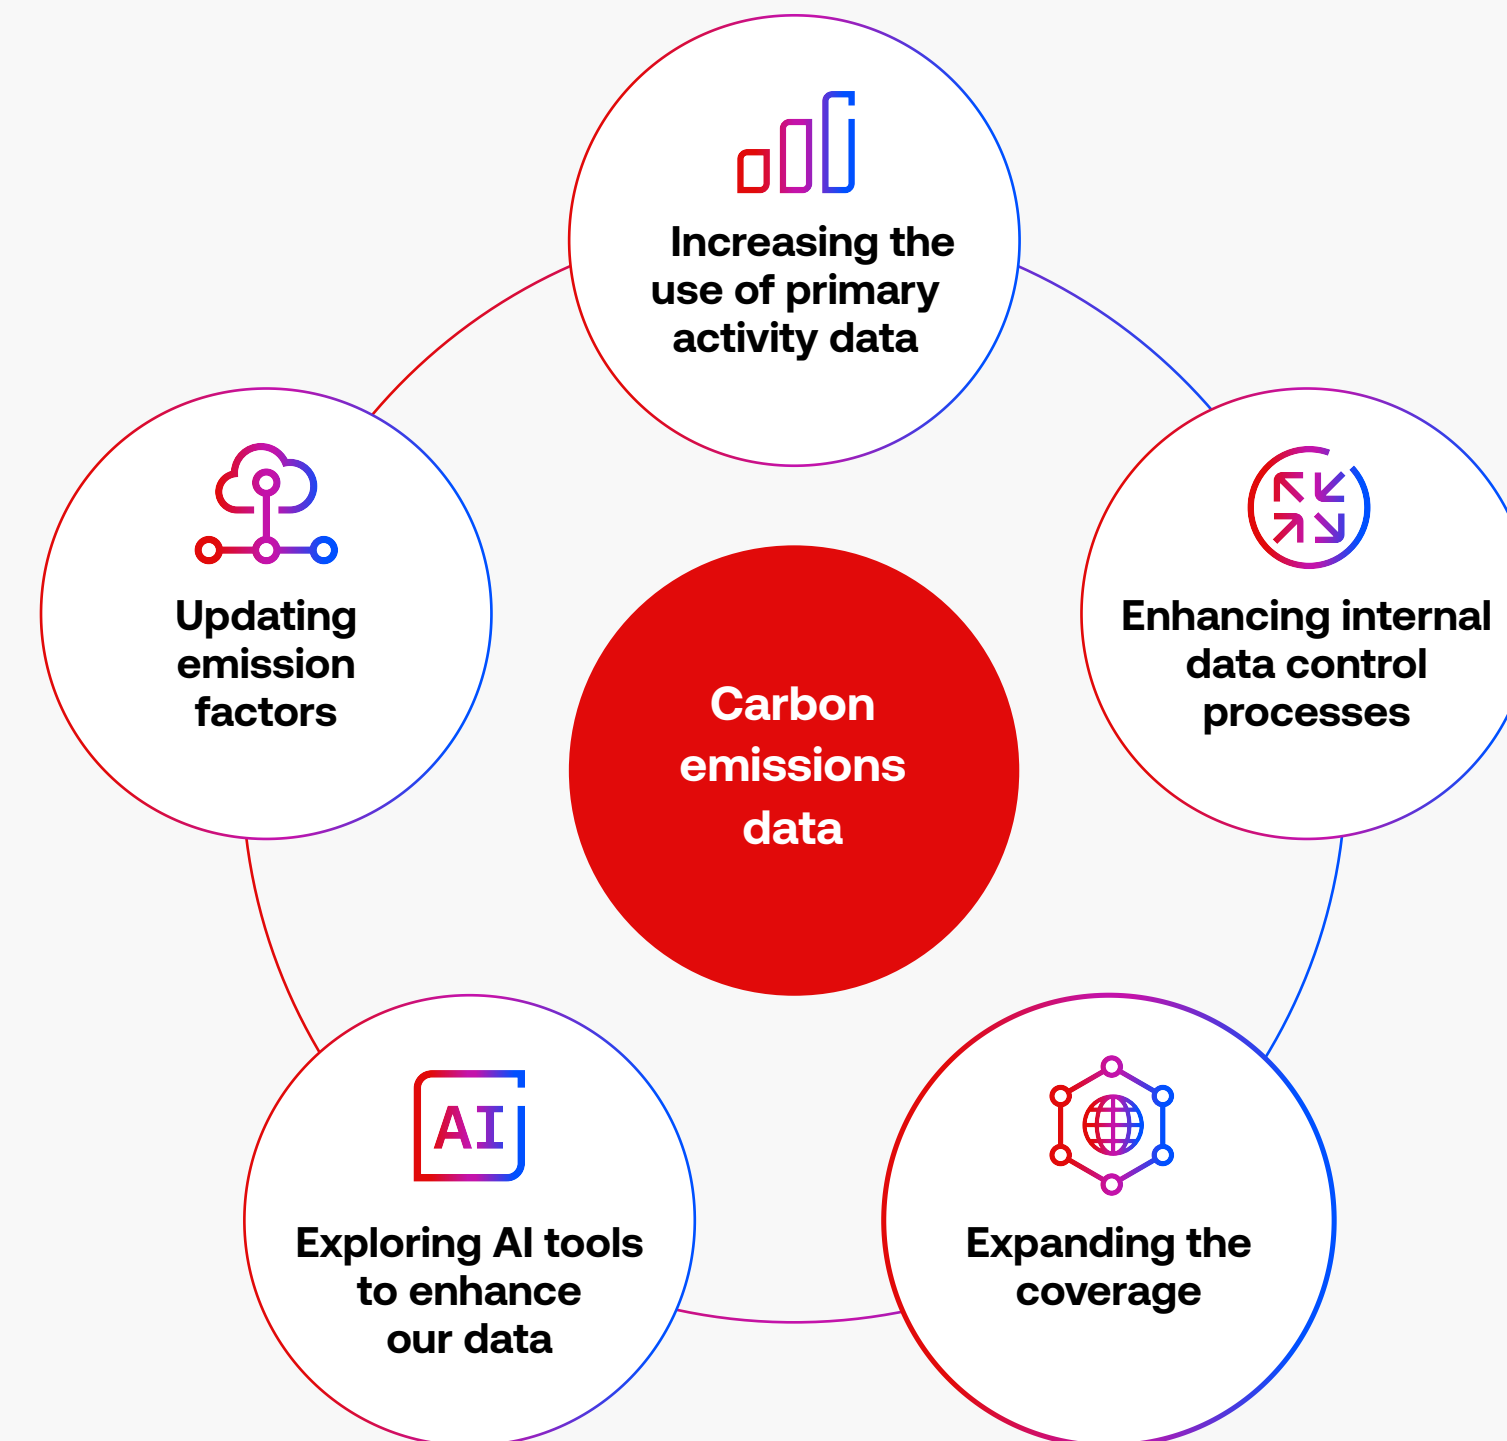 Increasing the
use of primary
activity data
Updating
emission
factors
Enhancing internal
data control
processes
Carbon
emissions
data
AI
Exploring AI tools
to enhance
our data
Expanding the
coverage